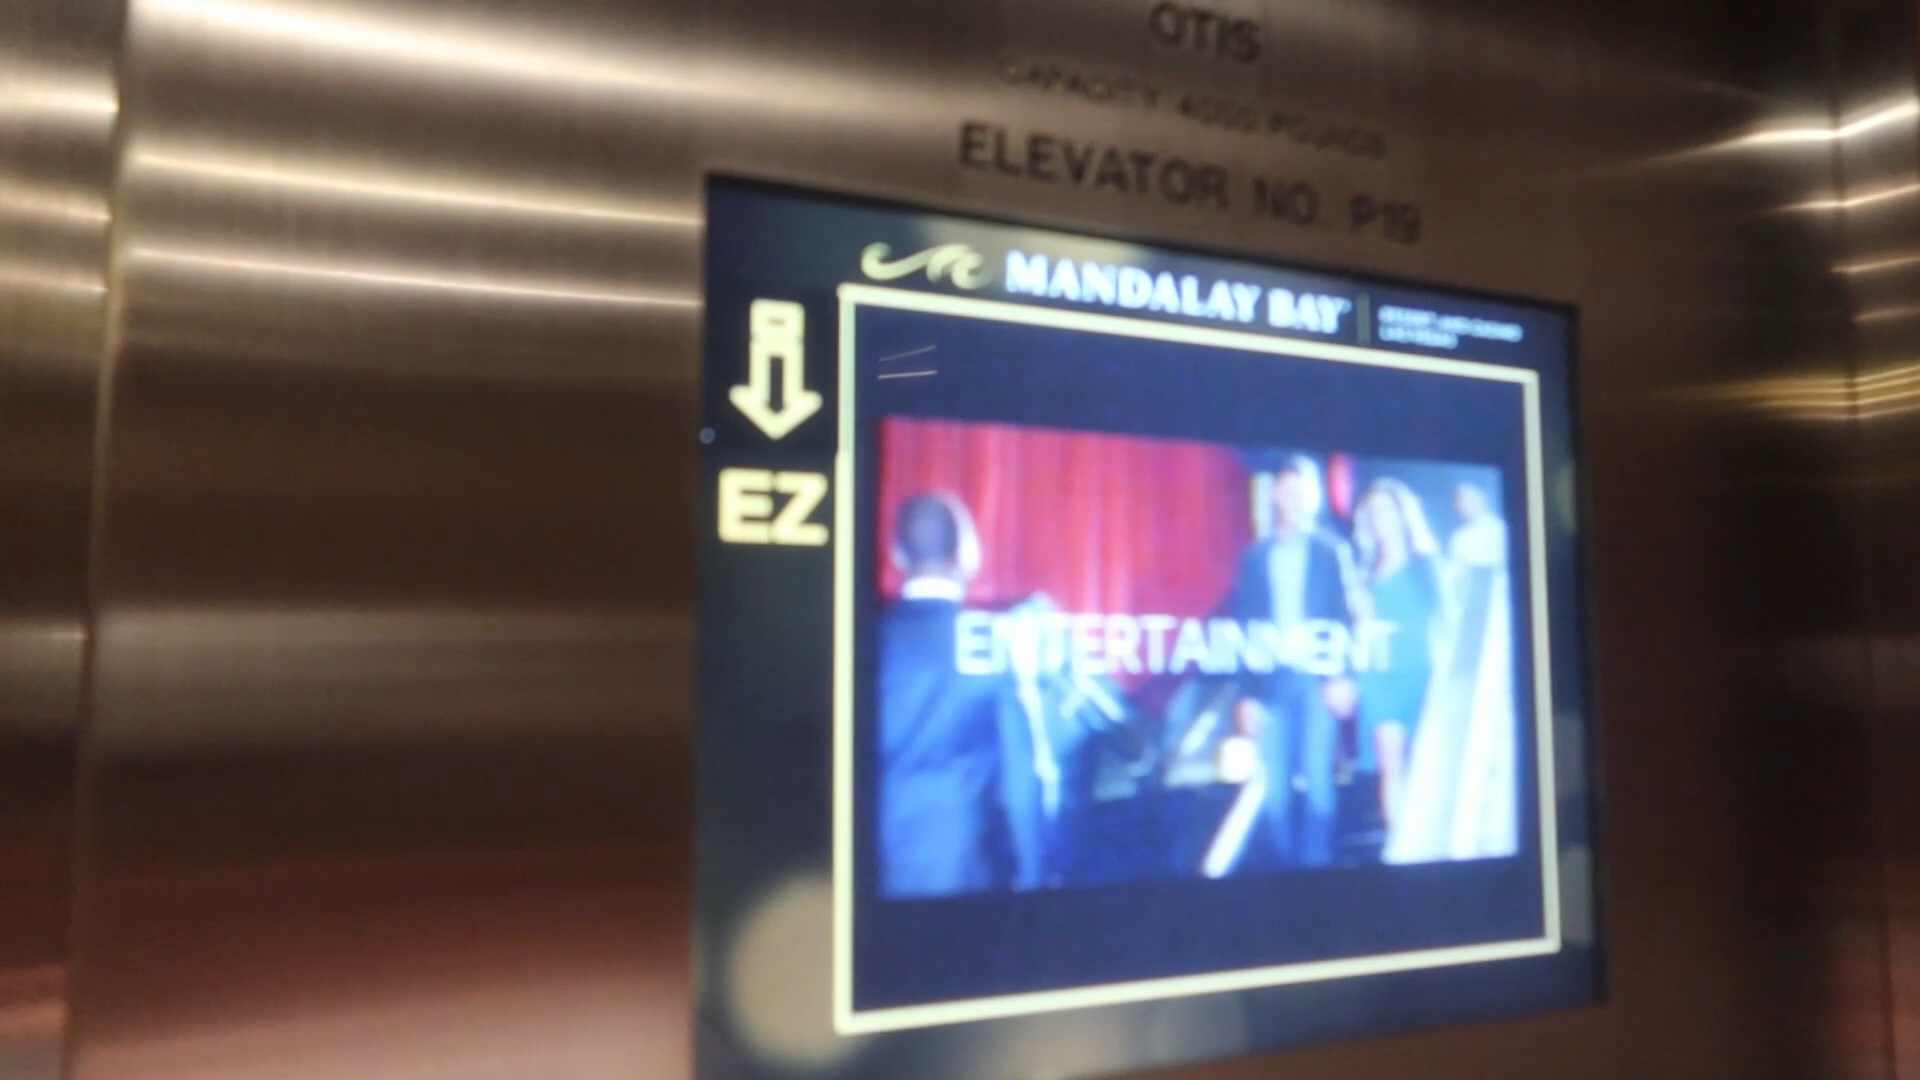 OTIS
CAPACITY 4000 POUNDS
ELEVATOR NO. P19
MANDALAY BAY
EZ
ENTERTAINMENT